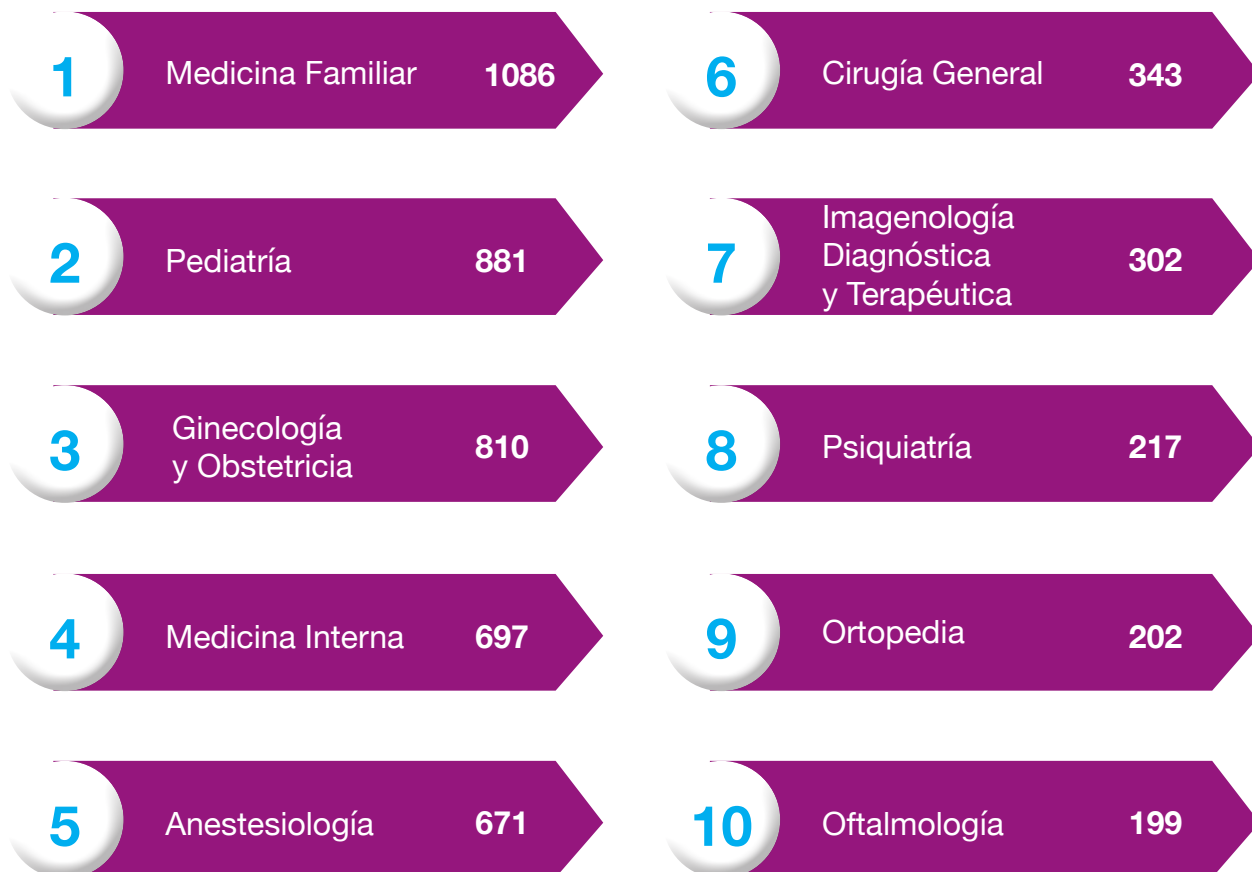 1 Medicina Familiar 1086
2 Pediatría 881
3 Ginecología
y Obstetricia 810
4 Medicina Interna 697
5 Anestesiología 671
6 Cirugía General 343
7 Imagenología
Diagnóstica 302
y Terapéutica
8 Psiquiatría 217
9 Ortopedia 202
10 Oftalmología 199